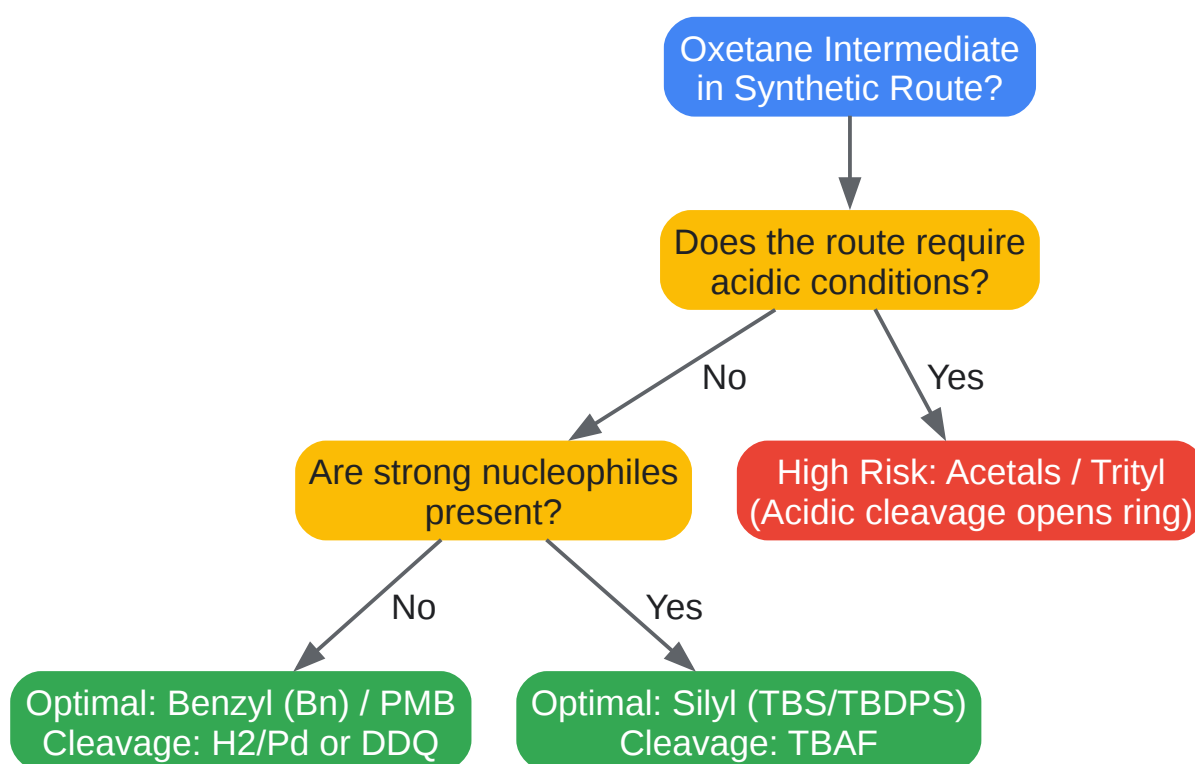 Oxetane Intermediate
in Synthetic Route?
Does the route require
acidic conditions?
No
Yes
Are strong nucleophiles
present?
High Risk: Acetals / Trityl
(Acidic cleavage opens ring)
No
Yes
Optimal: Benzyl (Bn) / PMB
Cleavage: H2/Pd or DDQ
Optimal: Silyl (TBS/TBDPS)
Cleavage: TBAF